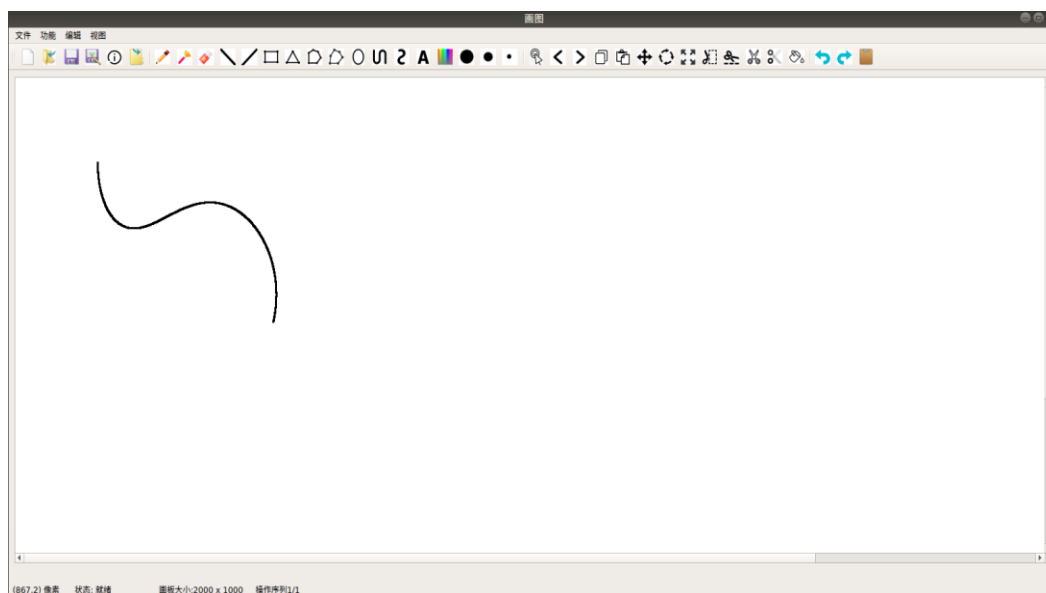 画图
文件 功能 编辑 视图
A
(867,2) 像素 状态: 就绪 画板大小:2000 x 1000 操作序列1/1